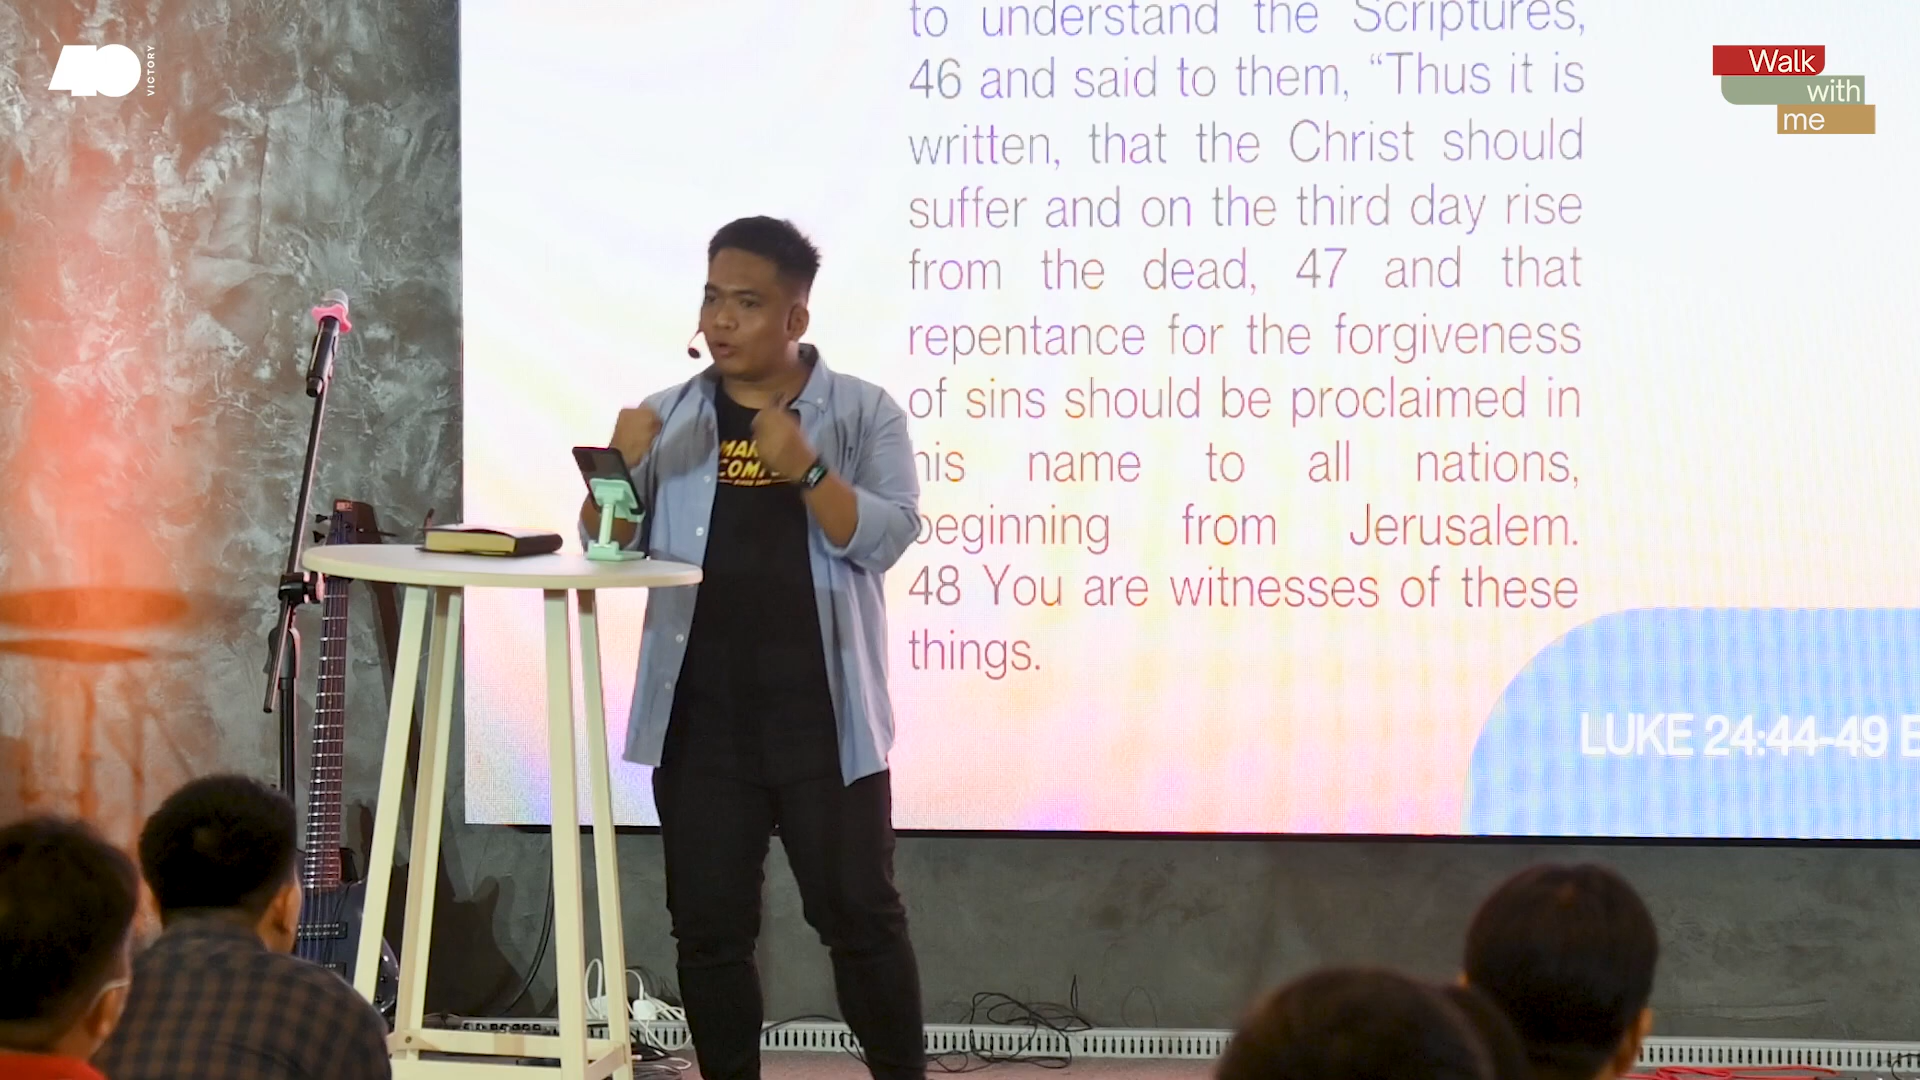 40
VICTORY
Walk
with
me
to understand the Scriptures,
46 and said to them, “Thus it is
written, that the Christ should
suffer and on the third day rise
from the dead, 47 and that
repentance for the forgiveness
of sins should be proclaimed in
his name to all nations,
beginning from Jerusalem.
48 You are witnesses of these
things.
LUKE 24:44-49 E